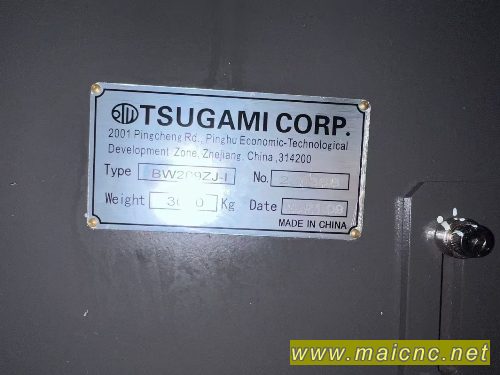 TSUGAMI CORP.
2001 Pingcheng Rd., Pinghu Economic-Technological
Development Zone, Zhejiang, China ,314200
Type BW209ZJ-I No.
Weight Kg Date
MADE IN CHINA
www.maicnc.net